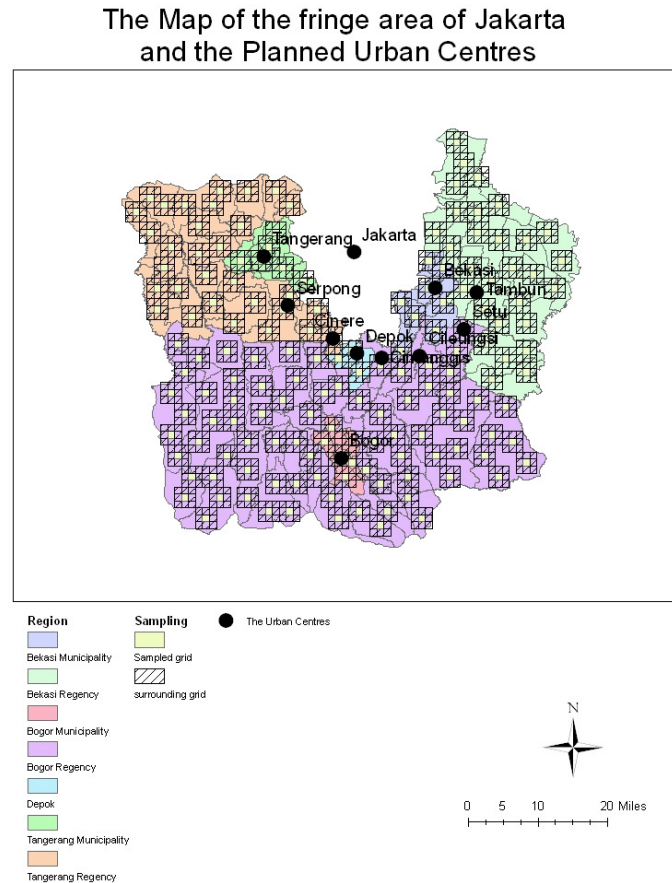 The Map of the fringe area of Jakarta
and the Planned Urban Centres
Jakarta
Tangerang
Bekasi
Serpong
Tambun
Setu
Cinere
Depok
Cileungsi
Cimanggis
Bogor
Region
Bekasi Municipality
Bekasi Regency
Bogor Municipality
Bogor Regency
Depok
Tangerang Municipality
Tangerang Regency
Sampling
Sampled grid
surrounding grid
The Urban Centres
N
0 5 10 20 Miles